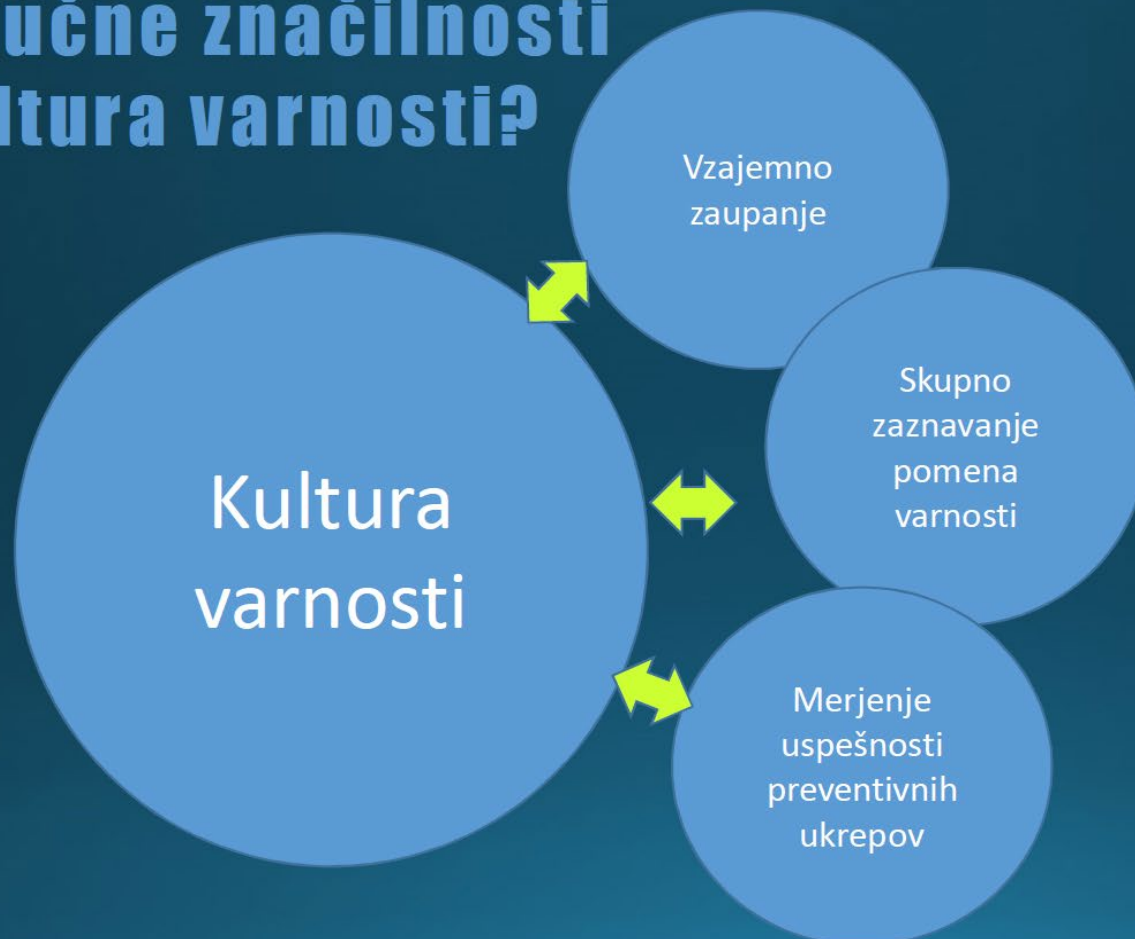 učne značilnosti
ltura varnosti?
Vzajemno
zaupanje
Skupno
zaznavanje
pomena
varnosti
Kultura
varnosti
Merjenje
uspešnosti
preventivnih
ukrepov